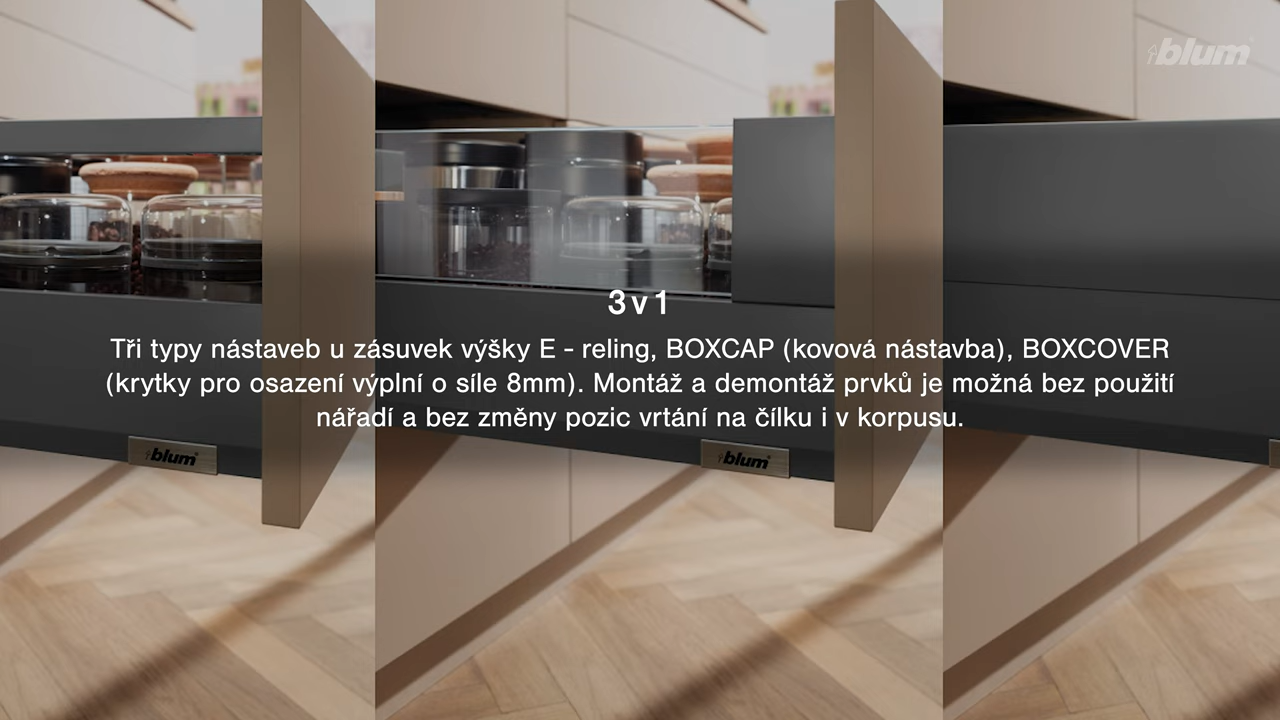 blum
3 v 1
Tři typy nástaveb u zásuvek výšky E - reling, BOXCAP (kovová nástavba), BOXCOVER
(krytky pro osazení výplní o síle 8mm). Montáž a demontáž prvků je možná bez použití
nářadí a bez změny pozic vrtání na čílku i v korpusu.
blum
blum